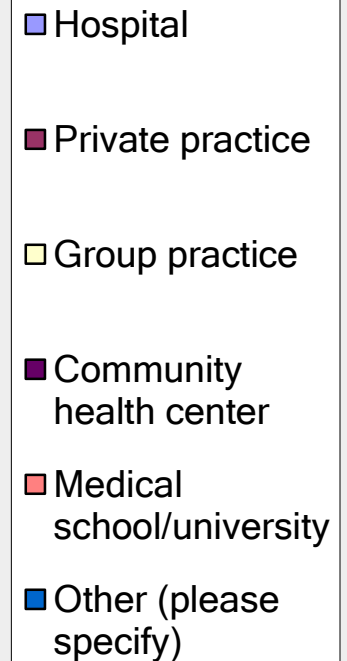 Hospital
Private practice
Group practice
Community
health center
Medical
school/university
Other (please
specify)